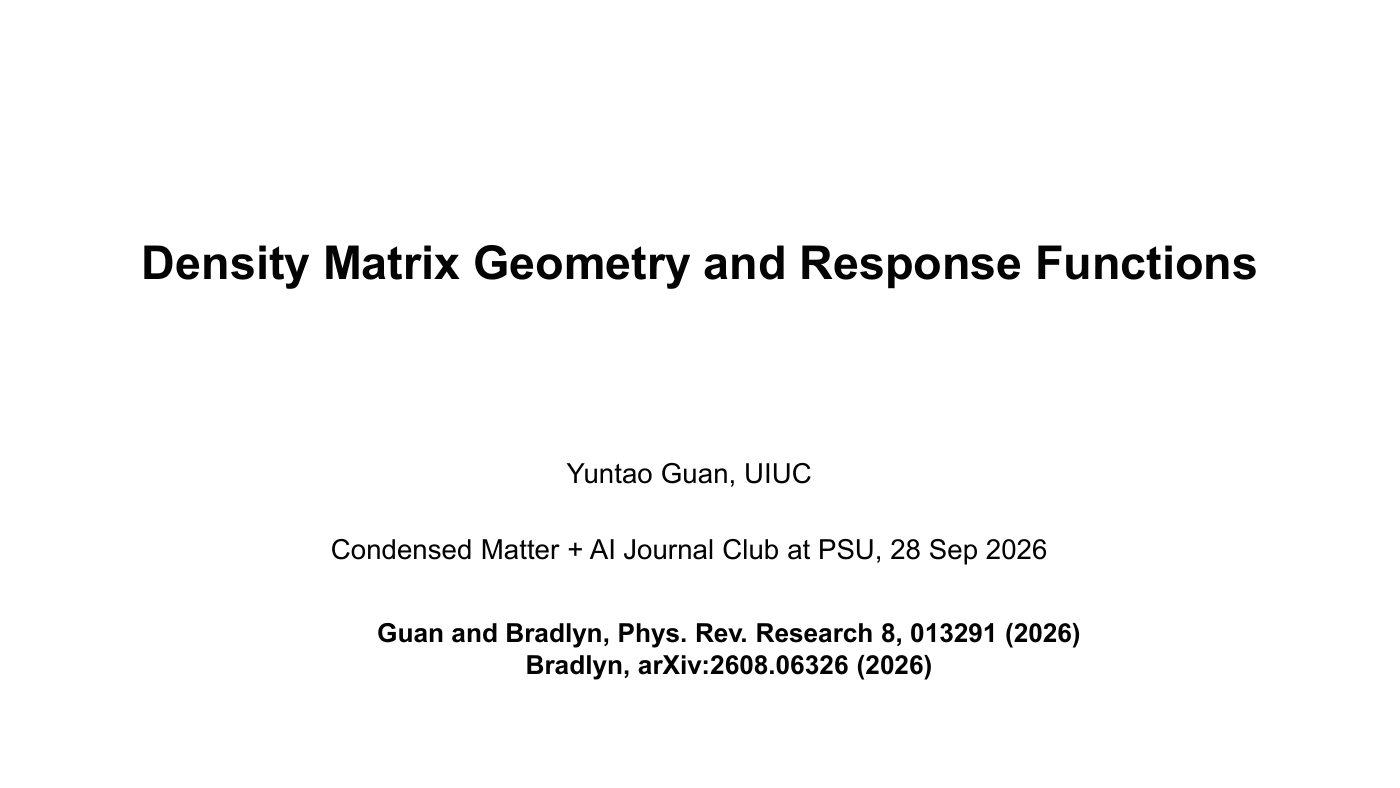 Density Matrix Geometry and Response Functions
Yuntao Guan, UIUC
Condensed Matter + AI Journal Club at PSU, 28 Sep 2026
Guan and Bradlyn, Phys. Rev. Research 8, 013291 (2026)
Bradlyn, arXiv:2608.06326 (2026)